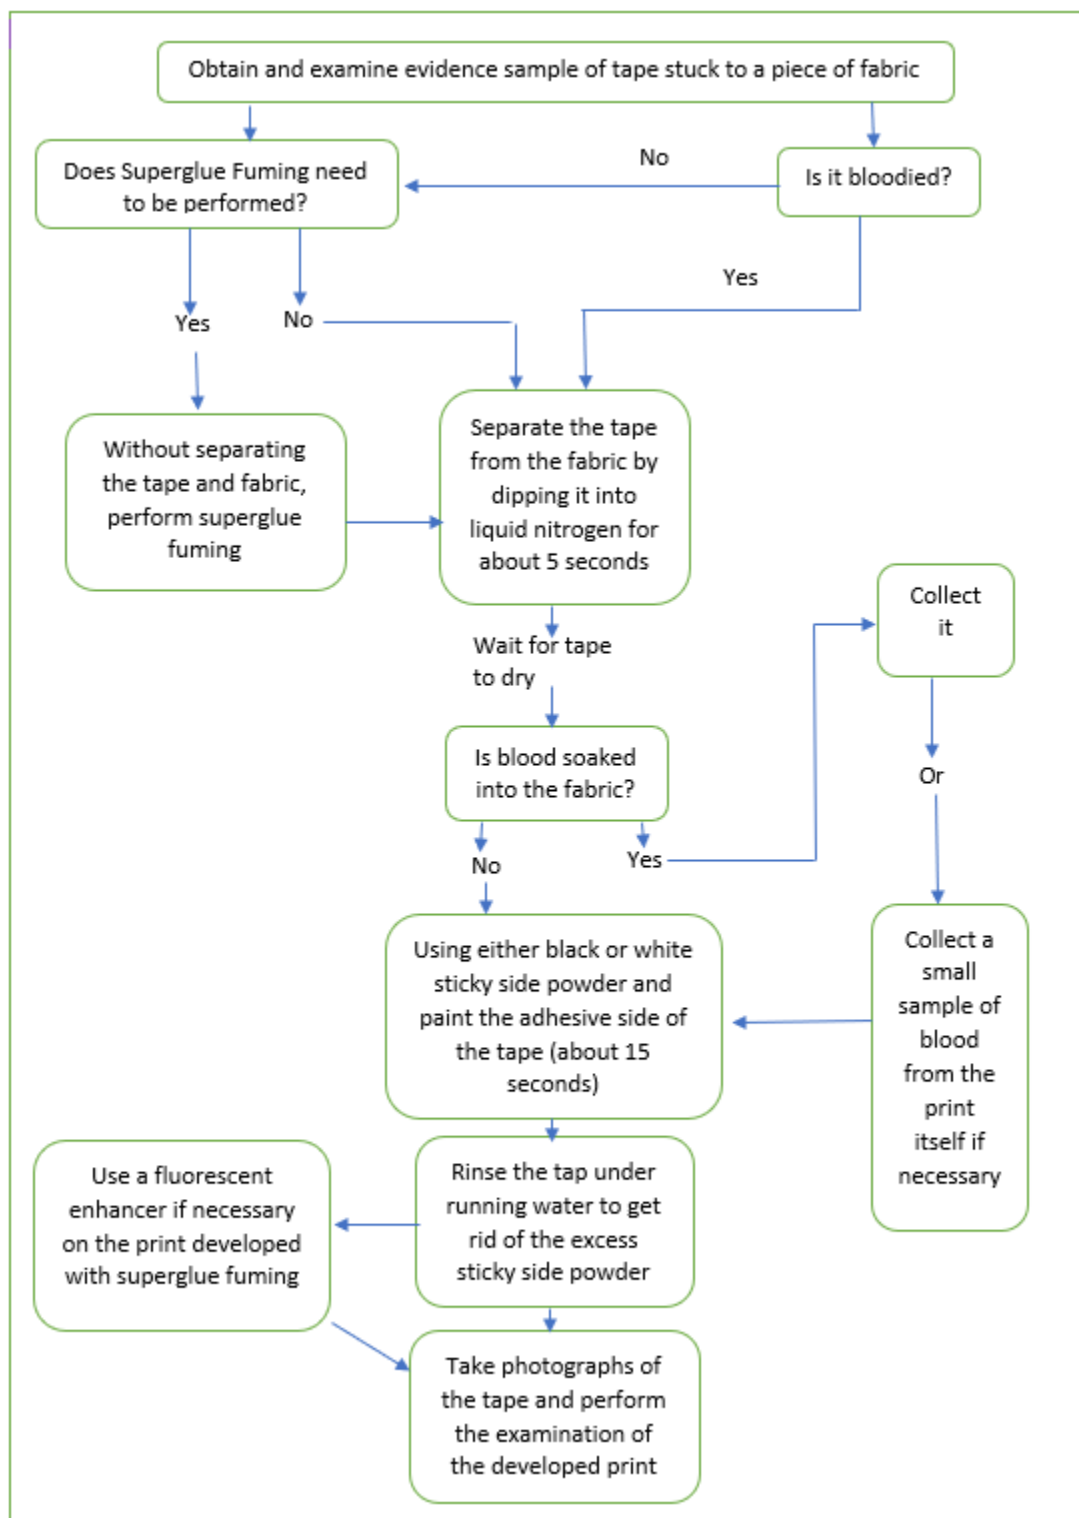 Obtain and examine evidence sample of tape stuck to a piece of fabric
Does Superglue Fuming need
to be performed?
No
Is it bloodied?
Yes
Yes
No
Without separating
the tape and fabric,
perform superglue
fuming
Separate the tape
from the fabric by
dipping it into
liquid nitrogen for
about 5 seconds
Wait for tape
to dry
Is blood soaked
into the fabric?
No
Yes
Collect
it
Or
Collect a
small
sample of
blood
from the
print
itself if
necessary
Using either black or white
sticky side powder and
paint the adhesive side of
the tape (about 15
seconds)
Rinse the tap under
running water to get
rid of the excess
sticky side powder
Use a fluorescent
enhancer if necessary
on the print developed
with superglue fuming
Take photographs of
the tape and perform
the examination of
the developed print